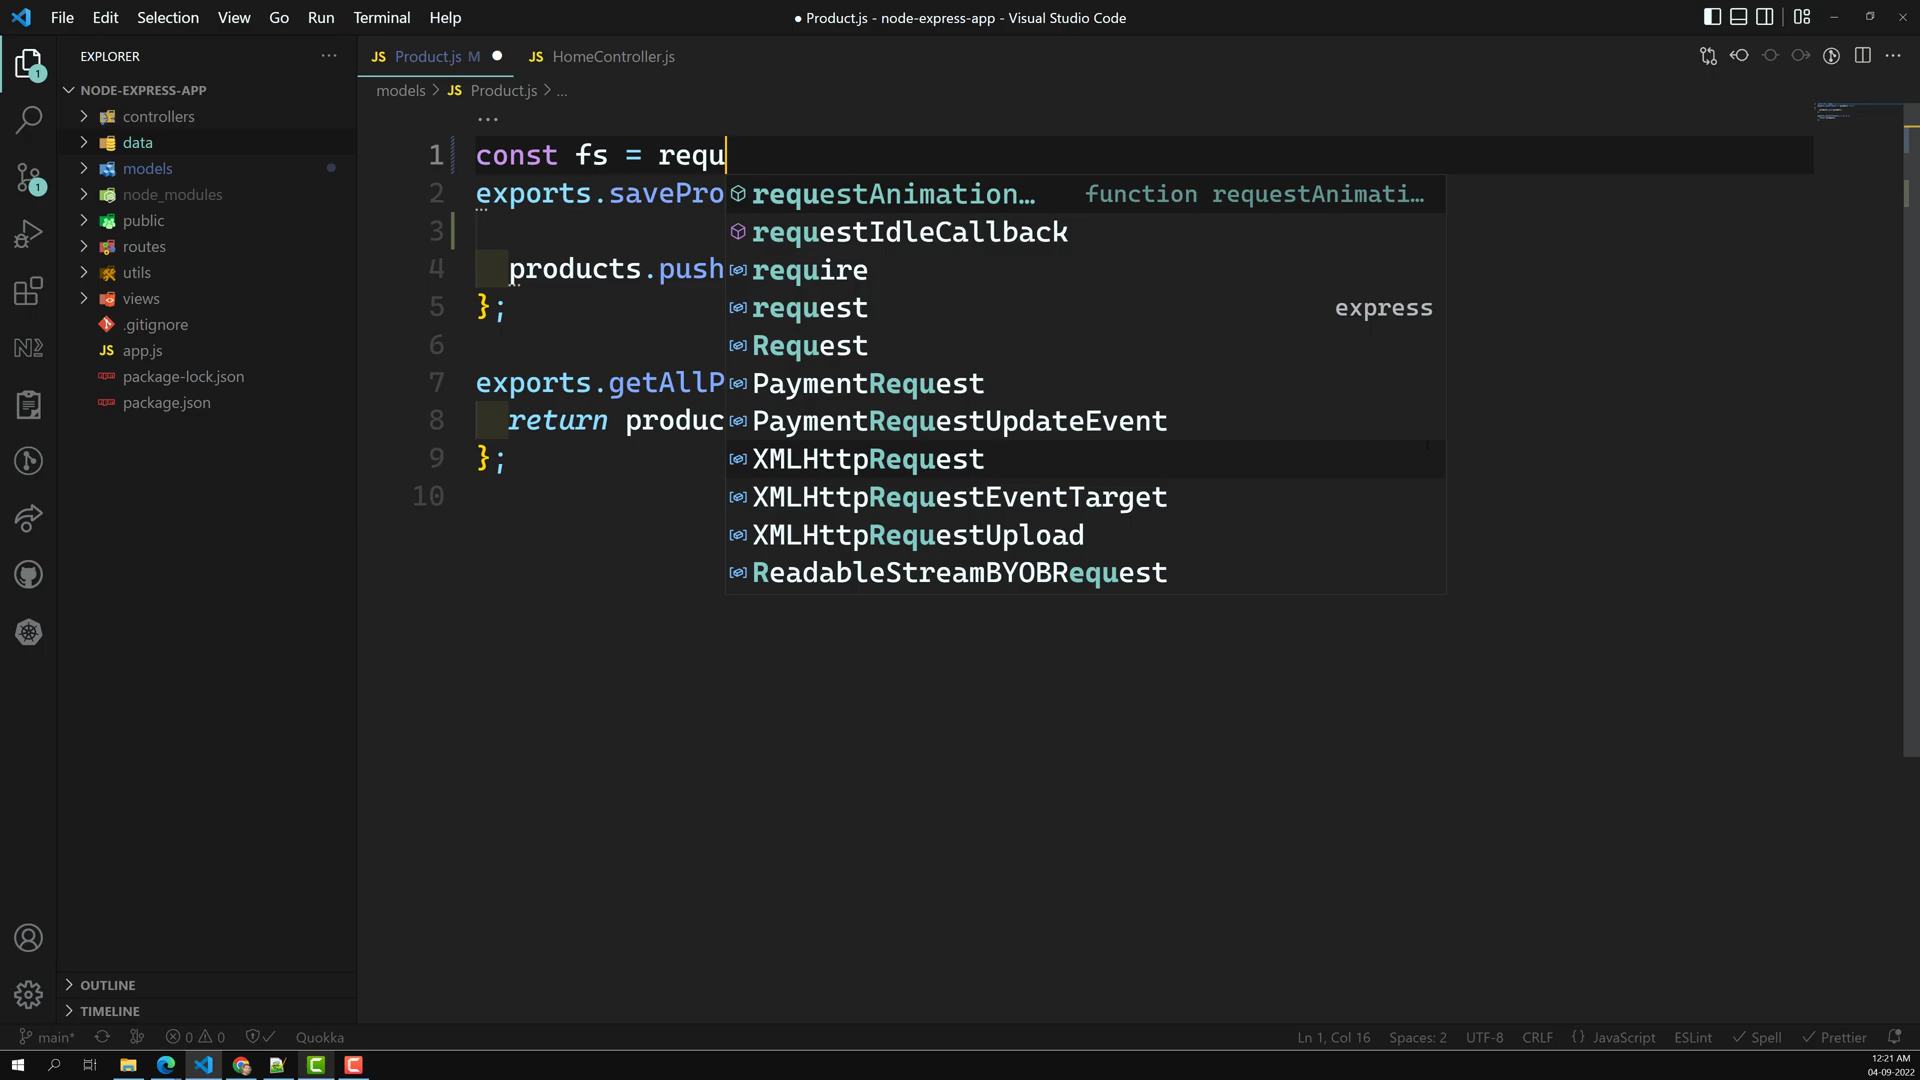 File Edit Selection View Go Run Terminal Help
● Product.js - node-express-app - Visual Studio Code
EXPLORER
NODE-EXPRESS-APP
controllers
data
models
node_modules
public
routes
utils
views
.gitignore
JS app.js
package-lock.json
package.json
OUTLINE
TIMELINE
1
1
JS Product.js M ● JS HomeController.js
models > JS Product.js > ...
1 const fs = requ
2 exports.savePro
3
4 products.push
5 };
6
7 exports.getAllP
8 return produc
9 };
10
requestAnimation… function requestAnimati…
requestIdleCallback
require
request express
Request
PaymentRequest
PaymentRequestUpdateEvent
XMLHttpRequest
XMLHttpRequestEventTarget
XMLHttpRequestUpload
ReadableStreamBYOBRequest
main* 0 0 Quokka Ln 1, Col 16 Spaces: 2 UTF-8 CRLF {} JavaScript ESLint Spell Prettier
12:21 AM
04-09-2022